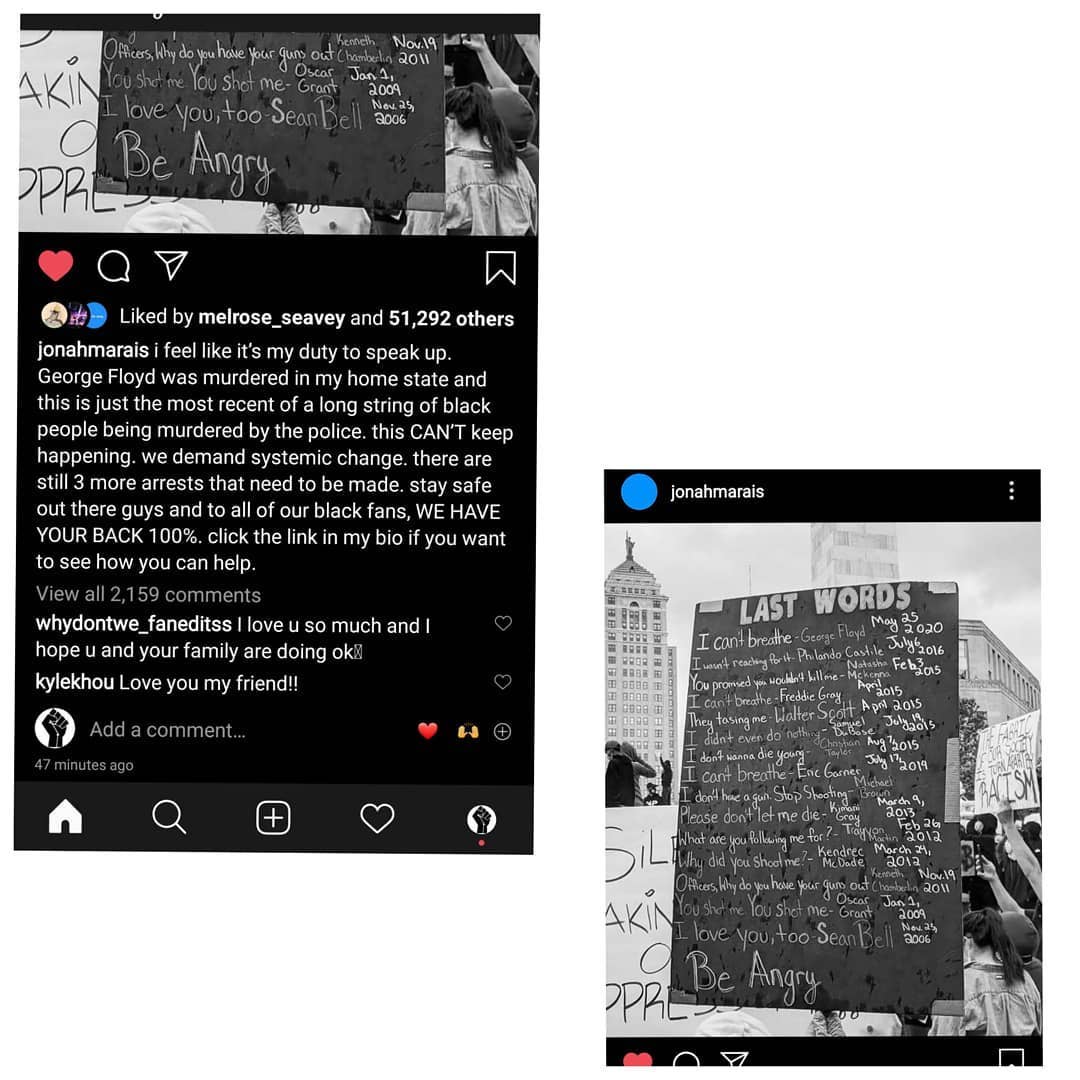 Officers, Why do you have your guns out Kenneth Chamberlin Nov.19 2011
You shot me You shot me- Oscar Grant Jan 1, 2009
I love you, too- Sean Bell Nov. 25, 2006
Be Angry
AKIN
O
PPRESS
Liked by melrose_seavey and 51,292 others
jonahmarais i feel like it's my duty to speak up.
George Floyd was murdered in my home state and
this is just the most recent of a long string of black
people being murdered by the police. this CAN'T keep
happening. we demand systemic change. there are
still 3 more arrests that need to be made. stay safe
out there guys and to all of our black fans, WE HAVE
YOUR BACK 100%. click the link in my bio if you want
to see how you can help.
View all 2,159 comments
whydontwe_faneditss I love u so much and I
hope u and your family are doing ok
kylekhou Love you my friend!!
Add a comment...
47 minutes ago
jonahmarais
LAST WORDS
I can't breathe - George Floyd May 25 2020
I wasn't reaching for it- Philando Castile July 6 2016
You promised you wouldn't kill me- Natasha Mckenna Feb 3 2015
I can't breathe- Freddie Gray April 2015
They tasing me- Walter Scott April 2015
I didn't even do nothing- Samuel DuBose July 19, 2015
I don't wanna die young- Chastian Taylor Aug 7, 2015
I can't breathe- Eric Garner July 17, 2014
I don't have a gun. Stop Shooting- Michael Brown
Please don't let me die- Kimani Gray March 9, 2013
What are you following me for?- Trayvon Martin Feb 26, 2012
Why did you shoot me?- Kendrec McDade March 24, 2012
Officers, Why do you have your guns out Kenneth Chamberlin Nov.19 2011
You shot me You shot me- Oscar Grant Jan 1, 2009
I love you, too- Sean Bell Nov. 25, 2006
Be Angry
SiLE
AKIN
O
PPRESS
RACISM